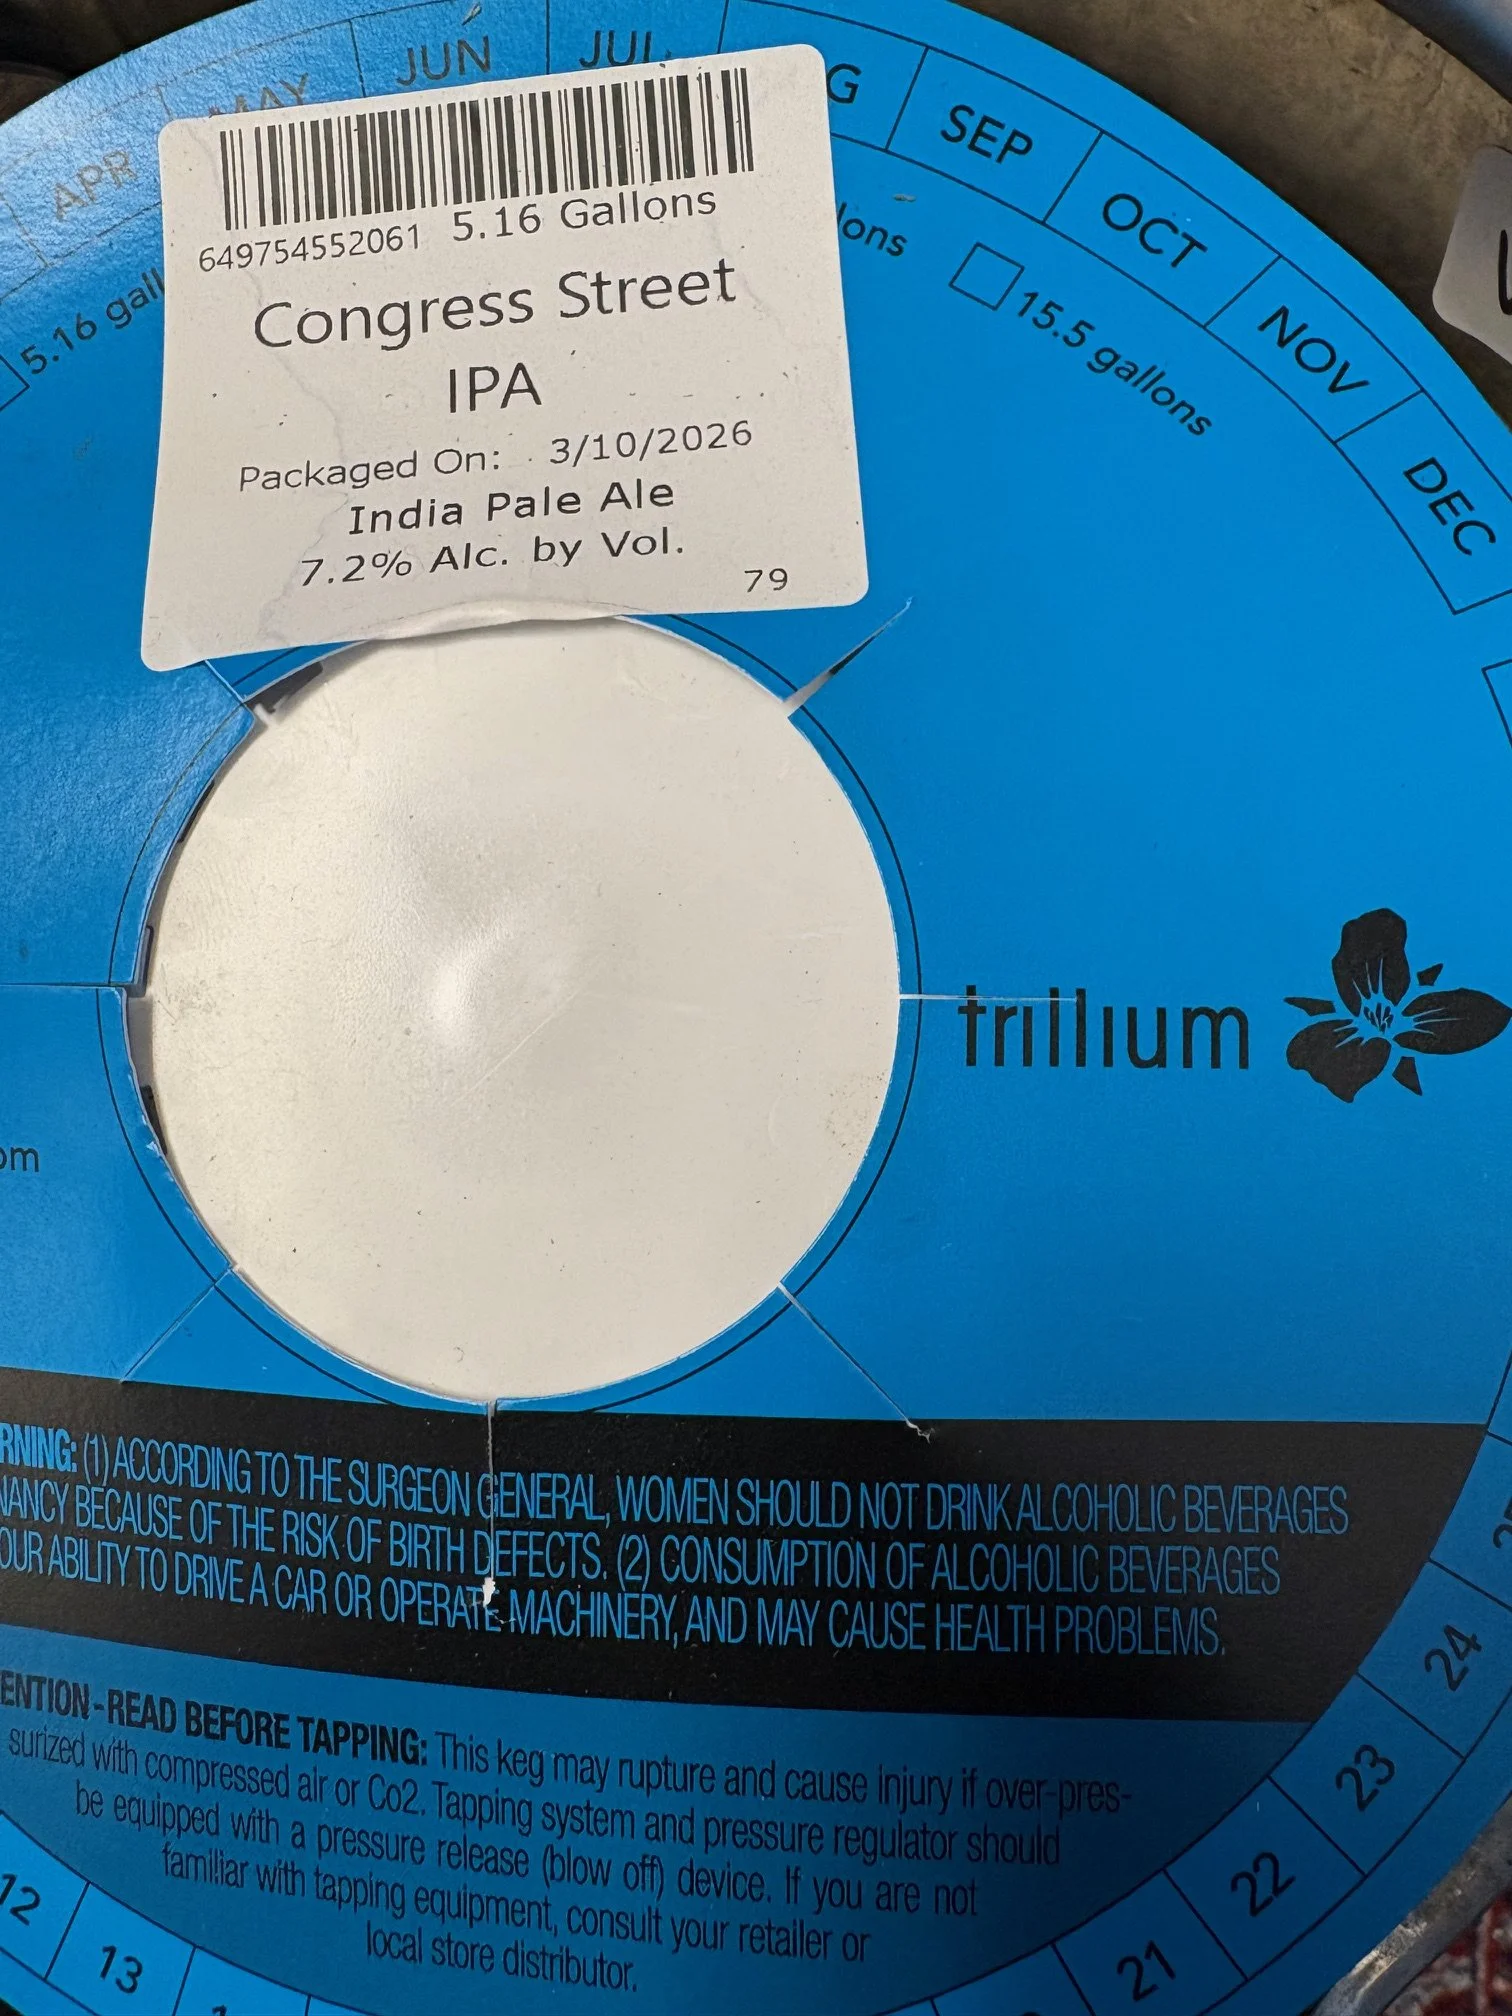 APR
MAY
JUN
JUL
G
SEP
OCT
NOV
DEC
649754552061 5.16 Gallons
Congress Street
IPA
Packaged On: 3/10/2026
India Pale Ale
7.2% Alc. by Vol.
79
5.16 gall
lons
15.5 gallons
trillium
om
RNING: (1) ACCORDING TO THE SURGEON GENERAL, WOMEN SHOULD NOT DRINK ALCOHOLIC BEVERAGES
NANCY BECAUSE OF THE RISK OF BIRTH DEFECTS. (2) CONSUMPTION OF ALCOHOLIC BEVERAGES
OUR ABILITY TO DRIVE A CAR OR OPERATE MACHINERY, AND MAY CAUSE HEALTH PROBLEMS.
ENTION - READ BEFORE TAPPING: This keg may rupture and cause injury if over-pres-
surized with compressed air or Co2. Tapping system and pressure regulator should
be equipped with a pressure release (blow off) device. If you are not
familiar with tapping equipment, consult your retailer or
local store distributor.
24
23
22
21
13
12